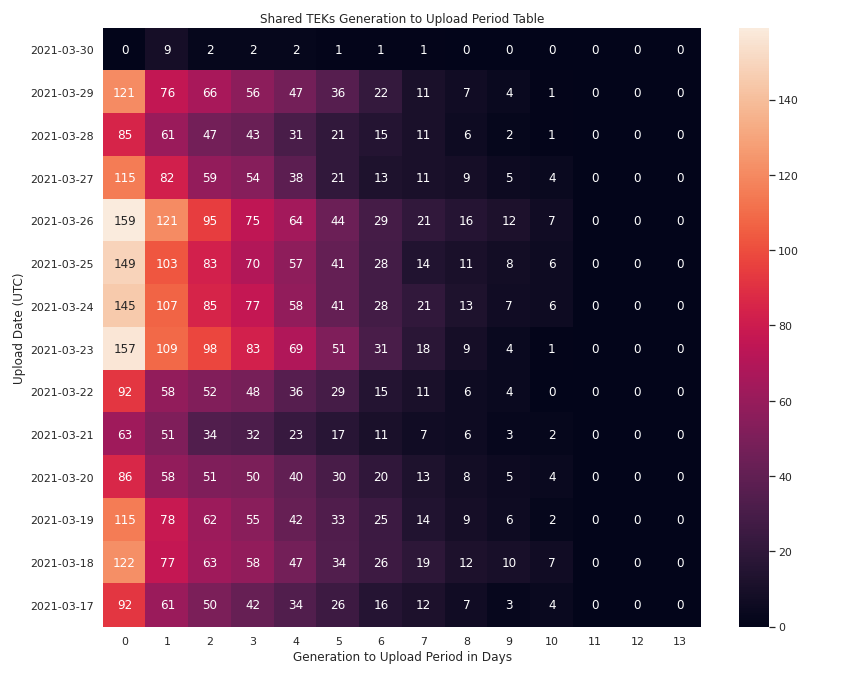 Shared TEKs Generation to Upload Period Table
2021-03-30 0 9 2 2 2 1 1 1 0 0 0 0 0 0
2021-03-29 121 76 66 56 47 36 22 11 7 4 1 0 0 0
2021-03-28 85 61 47 43 31 21 15 11 6 2 1 0 0 0
2021-03-27 115 82 59 54 38 21 13 11 9 5 4 0 0 0
2021-03-26 159 121 95 75 64 44 29 21 16 12 7 0 0 0
2021-03-25 149 103 83 70 57 41 28 14 11 8 6 0 0 0
2021-03-24 145 107 85 77 58 41 28 21 13 7 6 0 0 0
2021-03-23 157 109 98 83 69 51 31 18 9 4 1 0 0 0
2021-03-22 92 58 52 48 36 29 15 11 6 4 0 0 0 0
2021-03-21 63 51 34 32 23 17 11 7 6 3 2 0 0 0
2021-03-20 86 58 51 50 40 30 20 13 8 5 4 0 0 0
2021-03-19 115 78 62 55 42 33 25 14 9 6 2 0 0 0
2021-03-18 122 77 63 58 47 34 26 19 12 10 7 0 0 0
2021-03-17 92 61 50 42 34 26 16 12 7 3 4 0 0 0
0 1 2 3 4 5 6 7 8 9 10 11 12 13
Generation to Upload Period in Days
Upload Date (UTC)
140
120
100
80
60
40
20
0